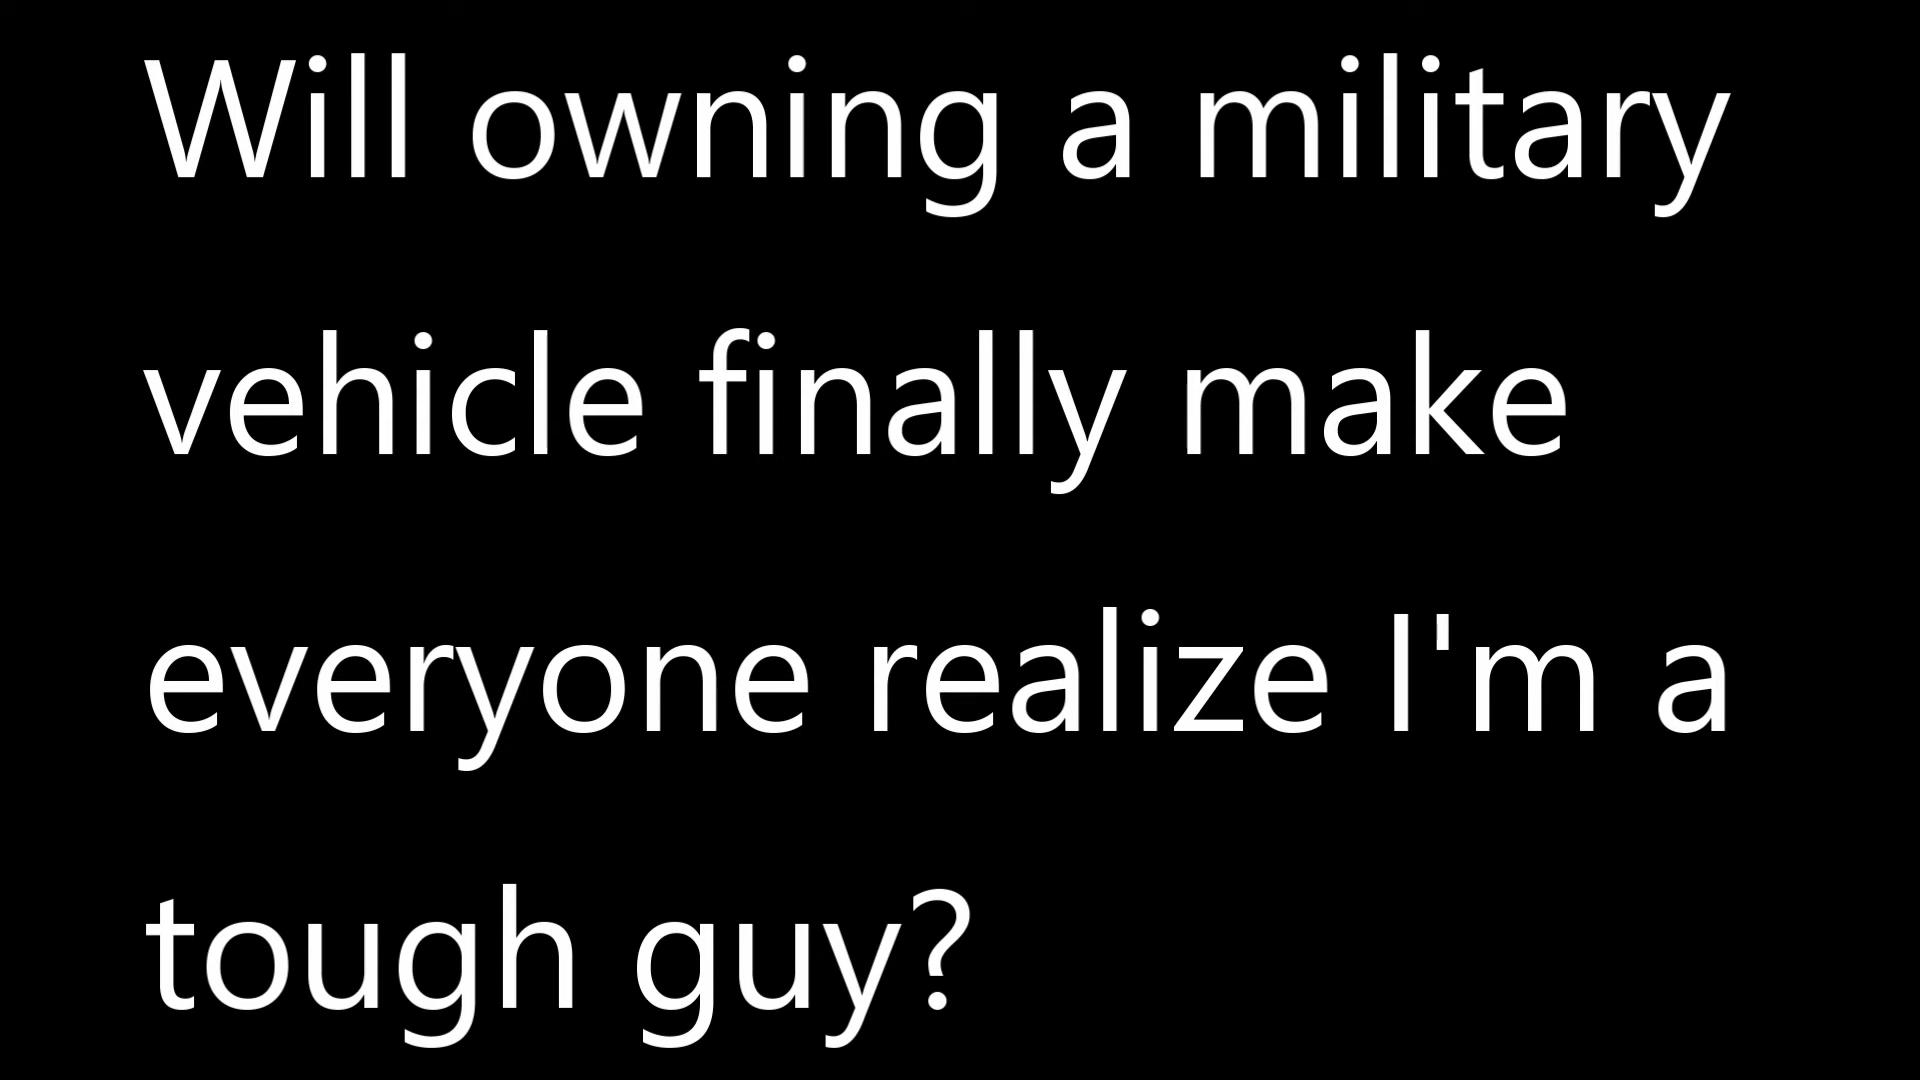 Will owning a military
vehicle finally make
everyone realize I'm a
tough guy?